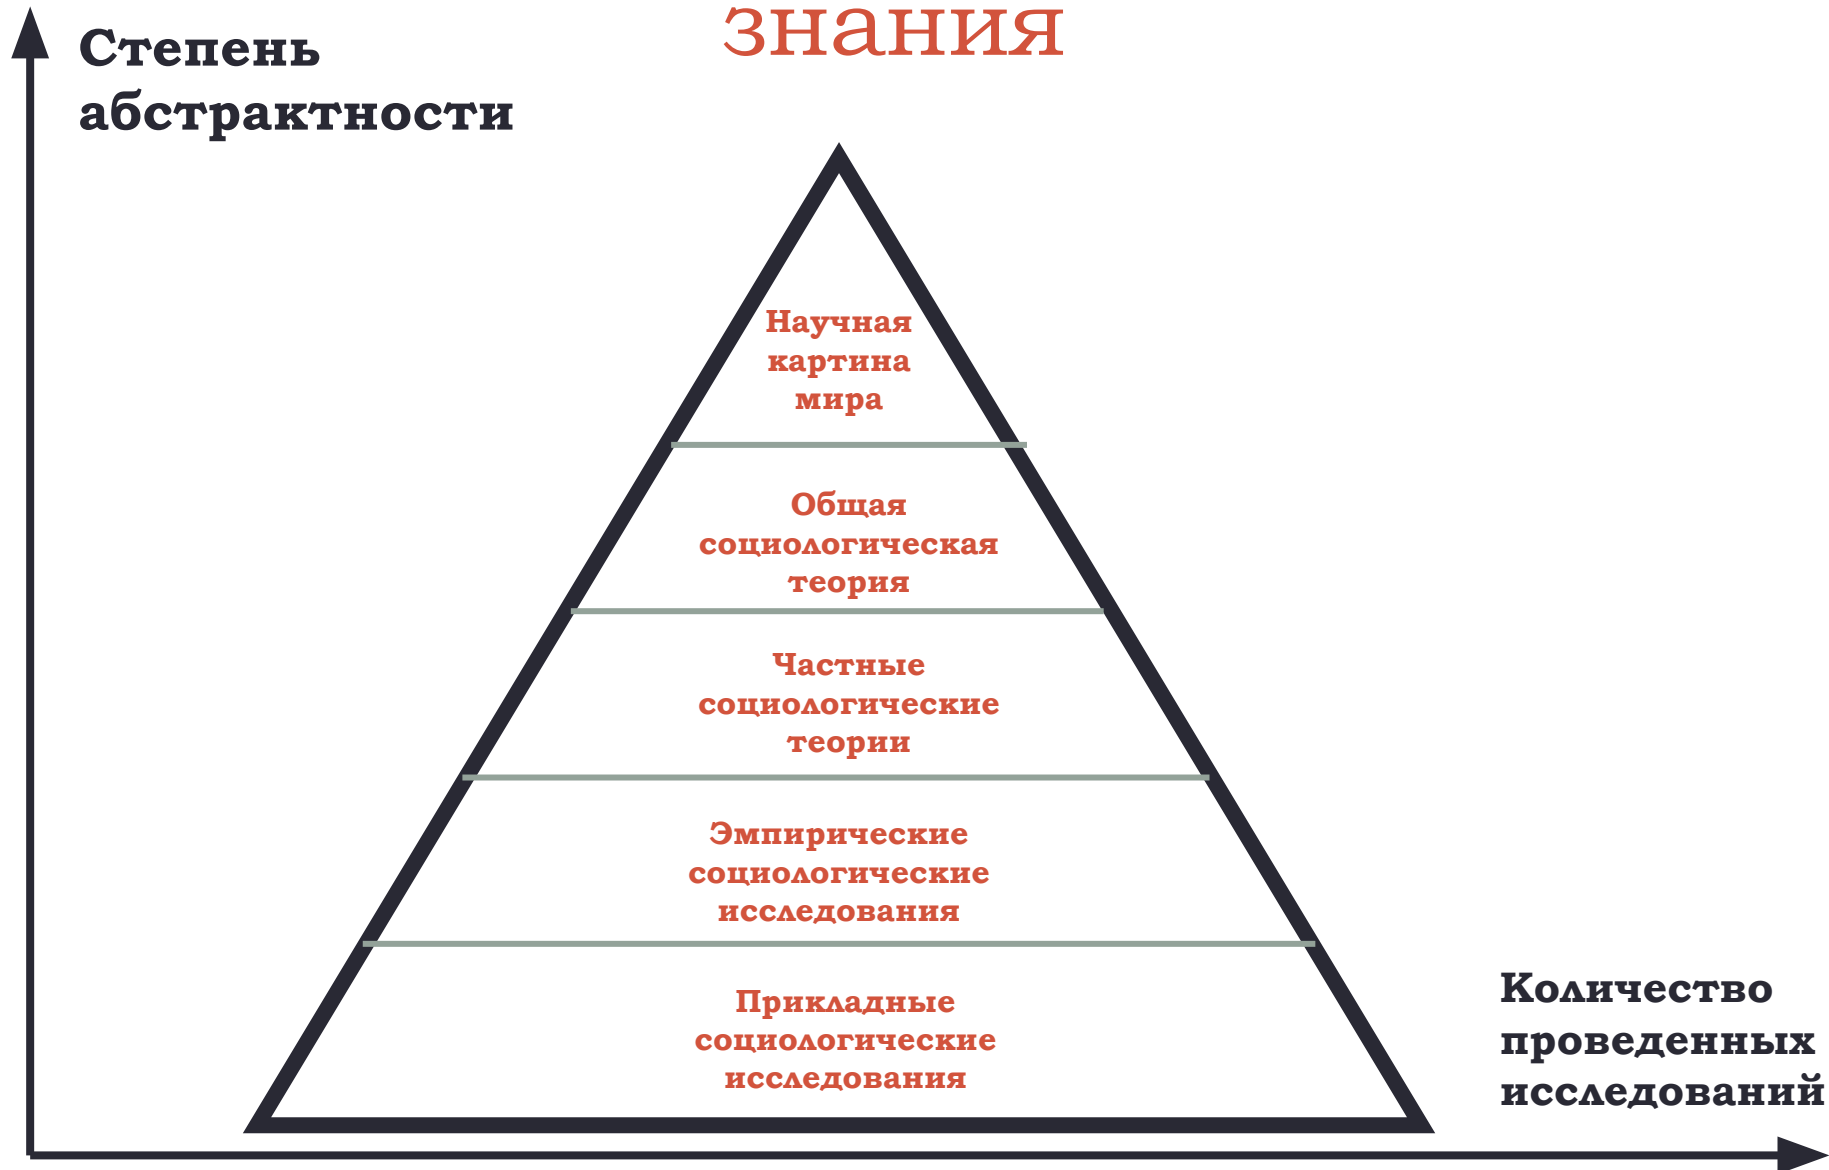 знания
Степень
абстрактности
Научная
картина
мира
Общая
социологическая
теория
Частные
социологические
теории
Эмпирические
социологические
исследования
Прикладные
социологические
исследования
Количество
проведенных
исследований